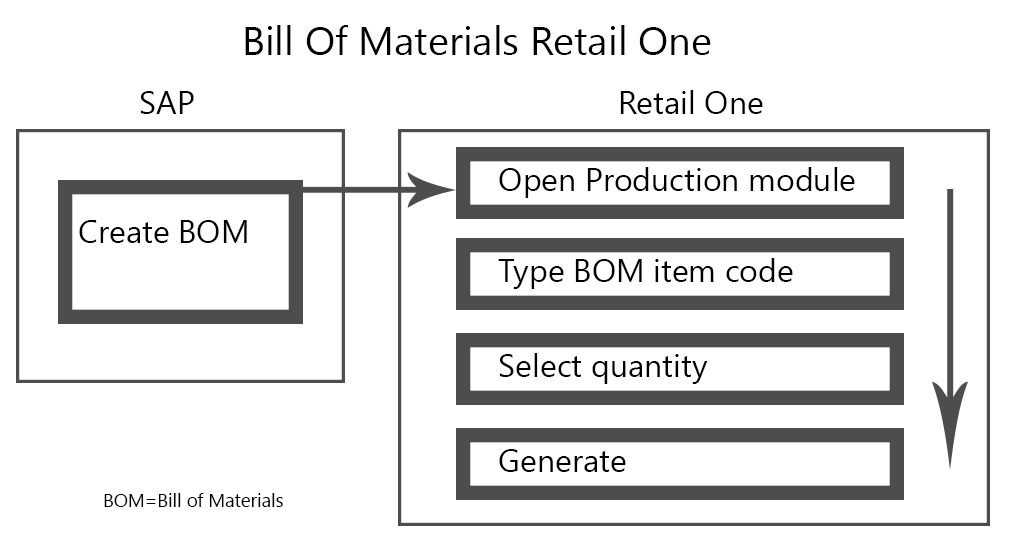 Bill Of Materials Retail One
SAP
Retail One
Create BOM
Open Production module
Type BOM item code
Select quantity
Generate
BOM=Bill of Materials